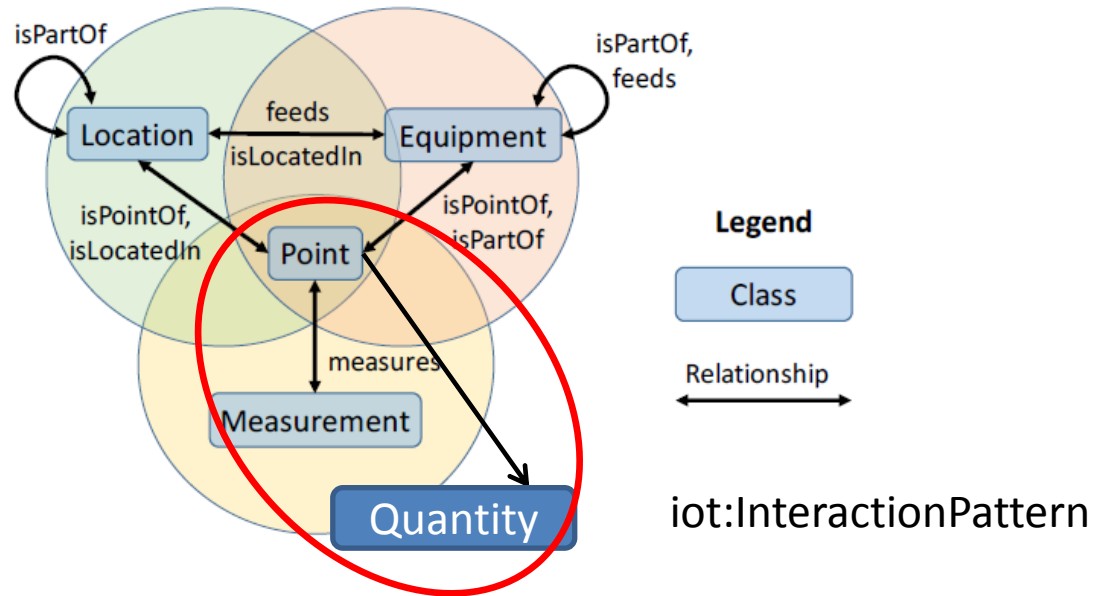 isPartOf
isPartOf,
feeds
Location
feeds
isLocatedIn
Equipment
isPointOf,
isLocatedIn
isPointOf,
isPartOf
Point
measures
Measurement
Quantity
Legend
Class
Relationship
iot:InteractionPattern